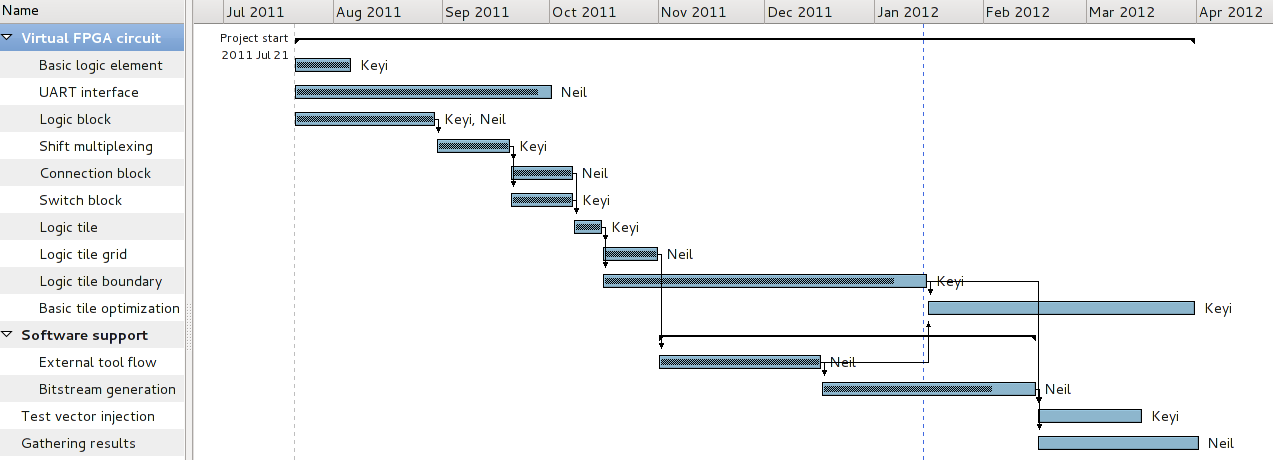 Name
Jul 2011 Aug 2011 Sep 2011 Oct 2011 Nov 2011 Dec 2011 Jan 2012 Feb 2012 Mar 2012 Apr 2012
Virtual FPGA circuit
Project start
2011 Jul 21
Basic logic element Keyi
UART interface Neil
Logic block Keyi, Neil
Shift multiplexing Keyi
Connection block Neil
Switch block Keyi
Logic tile Keyi
Logic tile grid Neil
Logic tile boundary Keyi
Basic tile optimization Keyi
Software support
External tool flow Neil
Bitstream generation Neil
Test vector injection Keyi
Gathering results Neil